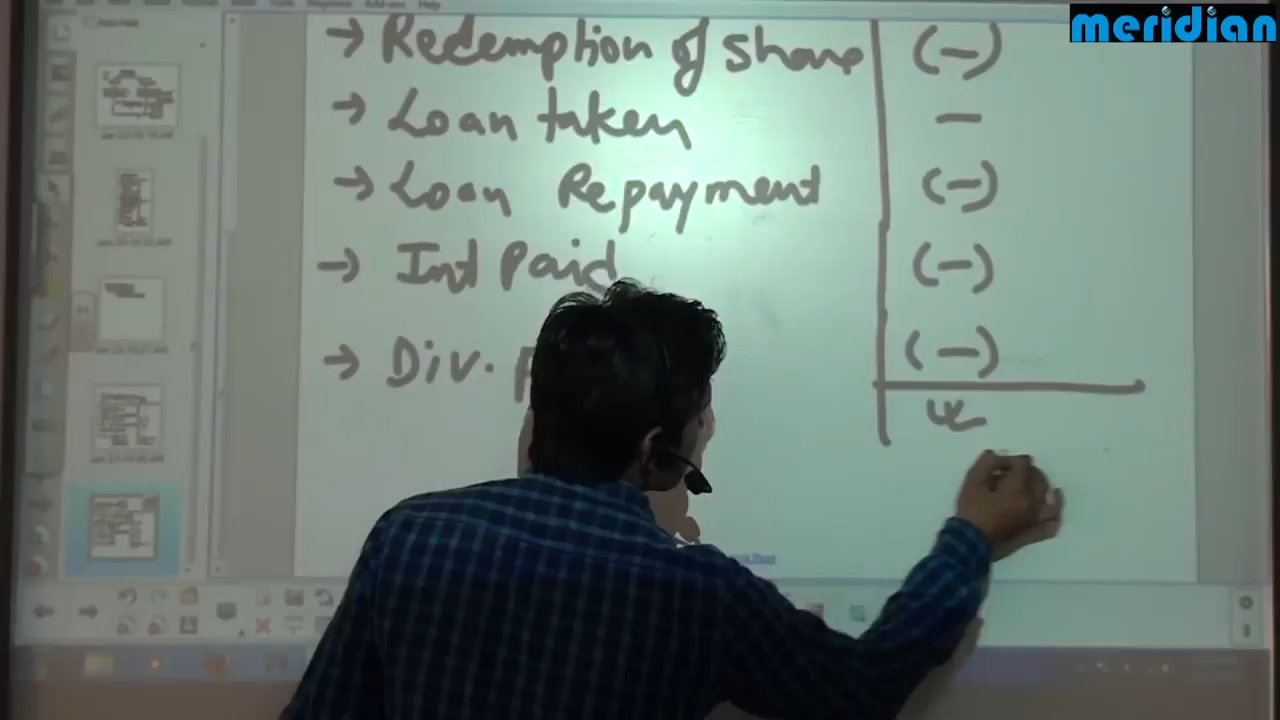 meridian
→ Redemption of share (-)
→ Loan taken -
→ Loan Repayment (-)
→ Int Paid (-)
→ Div. (-)